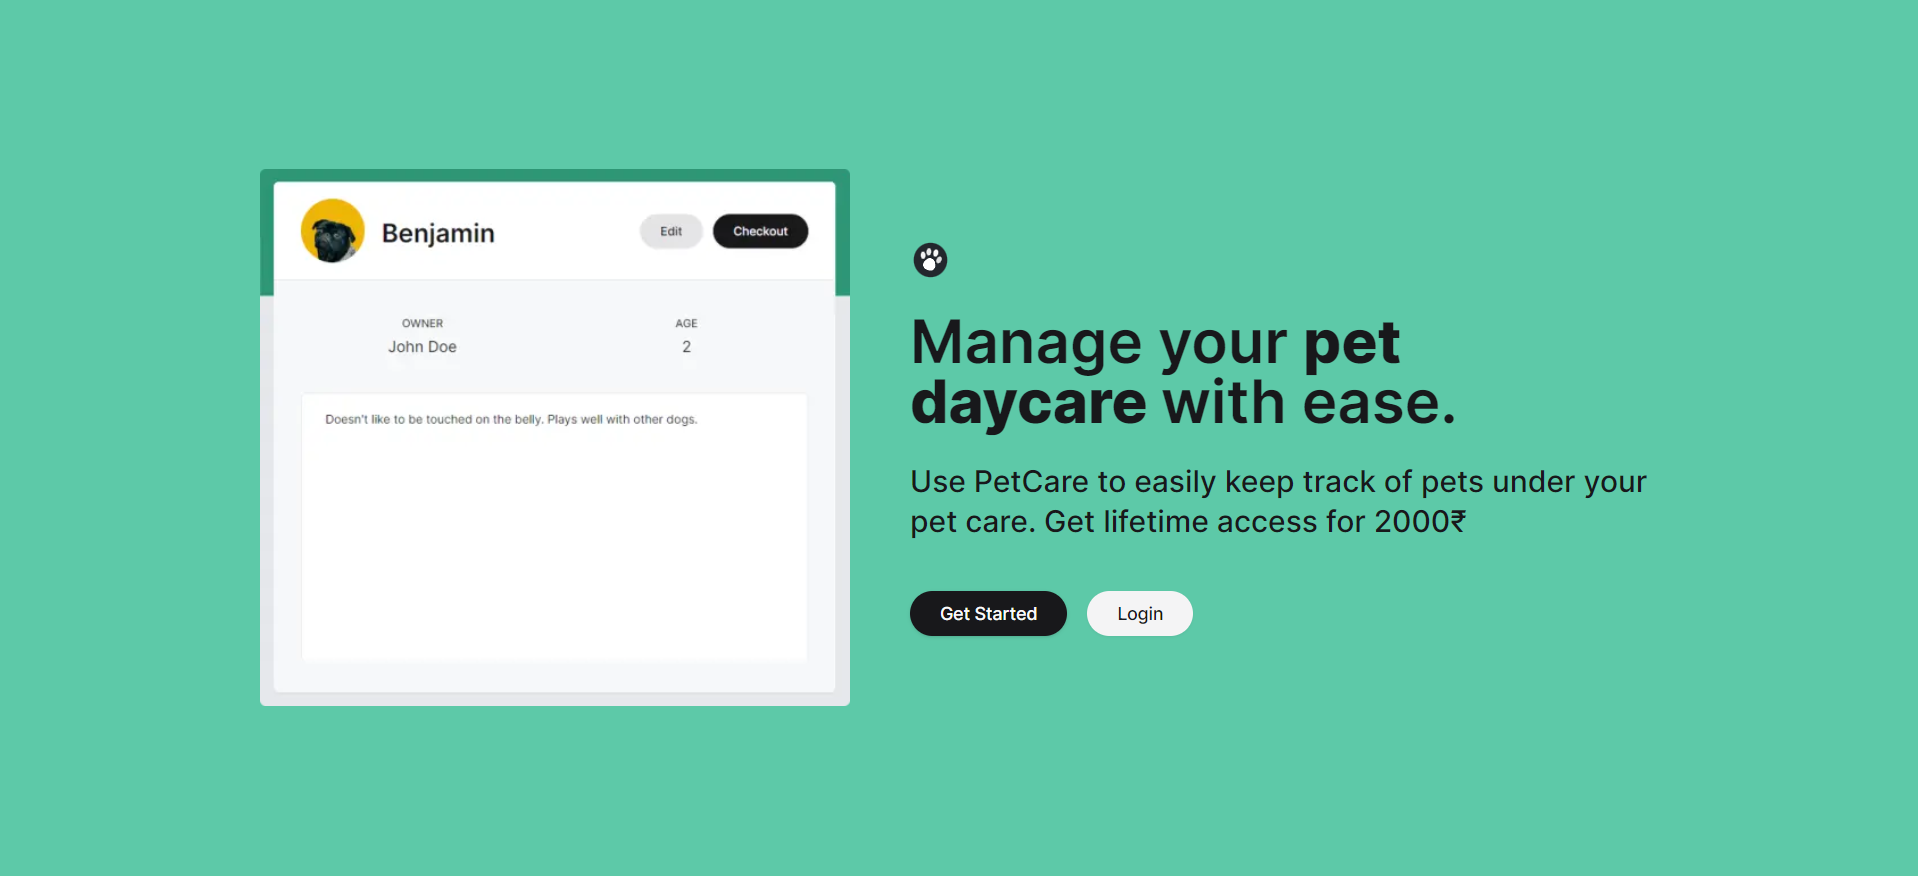 Benjamin
Edit
Checkout
OWNER
John Doe
AGE
2
Doesn't like to be touched on the belly. Plays well with other dogs.
Manage your pet
daycare with ease.
Use PetCare to easily keep track of pets under your
pet care. Get lifetime access for 2000₹
Get Started
Login